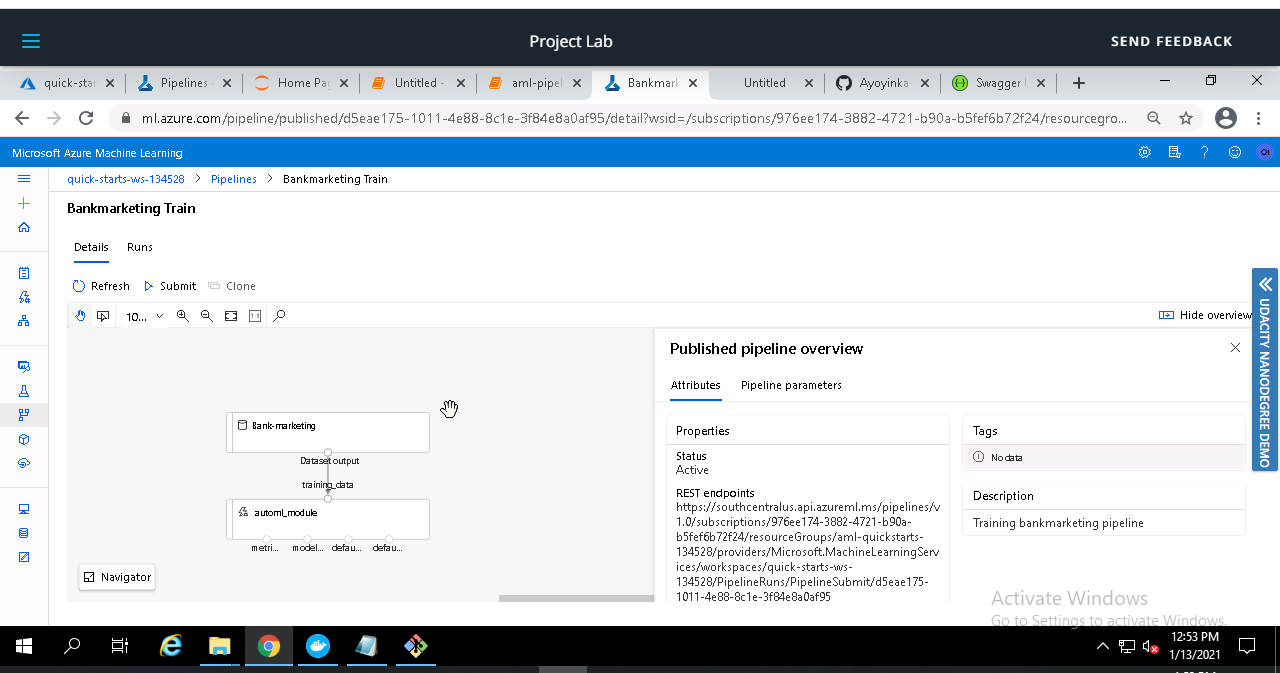 Project Lab
SEND FEEDBACK
quick-star
Pipelines -
Home Pag
Untitled -
aml-pipel
Bankmark
Untitled
Ayoyinka-
Swagger U
ml.azure.com/pipeline/published/d5eae175-1011-4e88-8c1e-3f84e8a0af95/detail?wsid=/subscriptions/976ee174-3882-4721-b90a-b5fef6b72f24/resourcegro...
Microsoft Azure Machine Learning
quick-starts-ws-134528 > Pipelines > Bankmarketing Train
Bankmarketing Train
Details
Runs
Refresh
Submit
Clone
10...
1:1
Hide overview
UDACITY NANODEGREE DEMO
Published pipeline overview
Attributes
Pipeline parameters
Bank-marketing
Dataset output
training_data
automl_module
metri...
model...
defau...
defau...
Navigator
Properties
Status
Active
REST endpoints
https://southcentralus.api.azureml.ms/pipelines/v
1.0/subscriptions/976ee174-3882-4721-b90a-
b5fef6b72f24/resourceGroups/aml-quickstarts-
134528/providers/Microsoft.MachineLearningServ
ices/workspaces/quick-starts-ws-
134528/PipelineRuns/PipelineSubmit/d5eae175-
1011-4e88-8c1e-3f84e8a0af95
Tags
No data
Description
Training bankmarketing pipeline
Activate Windows
Go to Settings to activate Windows.
12:53 PM
1/13/2021